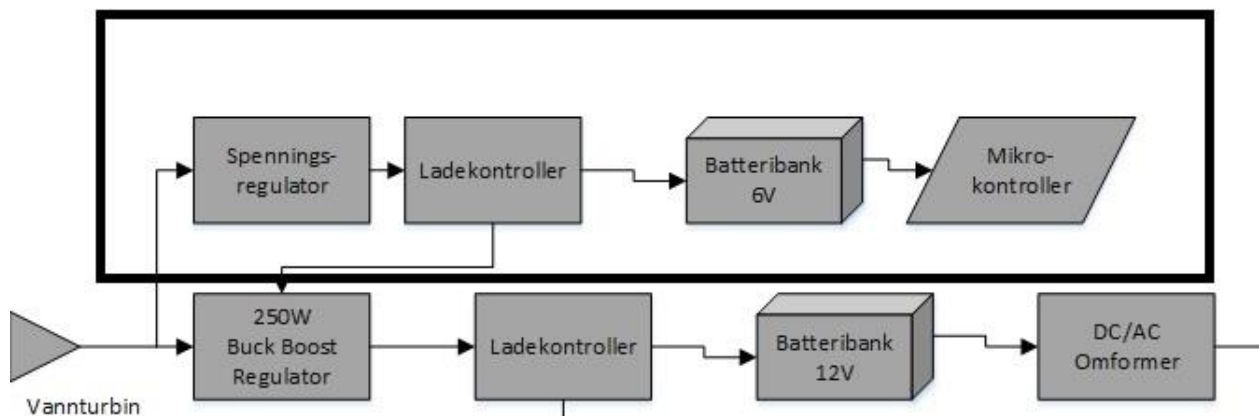 Spennings-
regulator
Ladekontroller
Batteribank
6V
Mikro-
kontroller
250W
Buck Boost
Regulator
Ladekontroller
Batteribank
12V
DC/AC
Omformer
Vannturbin